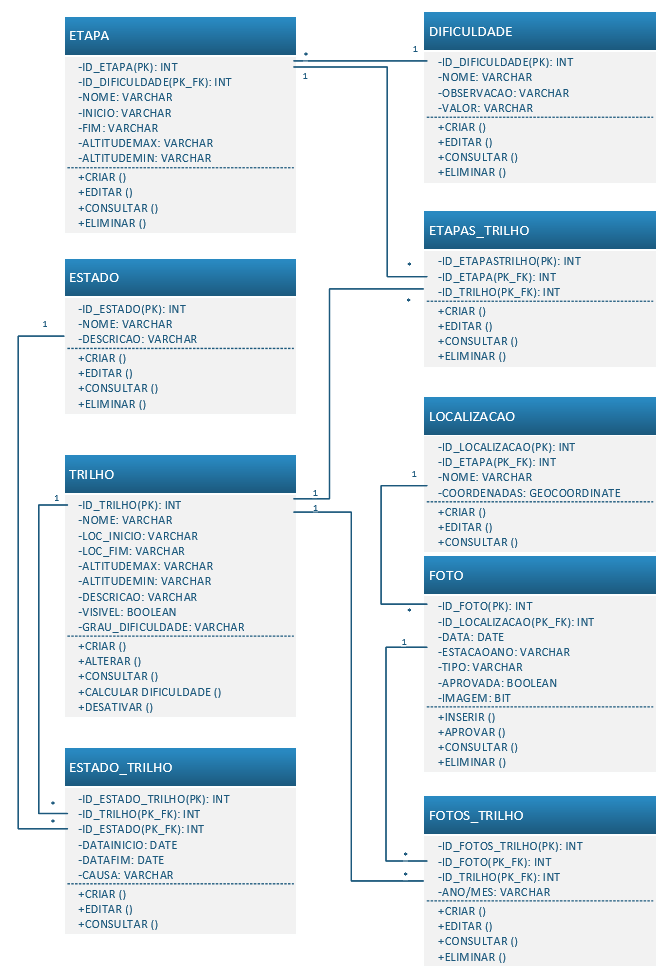 ETAPA
-ID_ETAPA(PK): INT
-ID_DIFICULDADE(PK_FK): INT
-NOME: VARCHAR
-INICIO: VARCHAR
-FIM: VARCHAR
-ALTITUDEMAX: VARCHAR
-ALTITUDEMIN: VARCHAR
+CRIAR ()
+EDITAR ()
+CONSULTAR ()
+ELIMINAR ()
*
1
1
DIFICULDADE
-ID_DIFICULDADE(PK): INT
-NOME: VARCHAR
-OBSERVACAO: VARCHAR
-VALOR: VARCHAR
+CRIAR ()
+EDITAR ()
+CONSULTAR ()
+ELIMINAR ()
ETAPAS_TRILHO
-ID_ETAPASTRILHO(PK): INT
-ID_ETAPA(PK_FK): INT
-ID_TRILHO(PK_FK): INT
+CRIAR ()
+EDITAR ()
+CONSULTAR ()
+ELIMINAR ()
*
*
ESTADO
-ID_ESTADO(PK): INT
-NOME: VARCHAR
-DESCRICAO: VARCHAR
+CRIAR ()
+EDITAR ()
+CONSULTAR ()
+ELIMINAR ()
1
LOCALIZACAO
-ID_LOCALIZACAO(PK): INT
-ID_ETAPA(PK_FK): INT
-NOME: VARCHAR
-COORDENADAS: GEOCOORDINATE
+CRIAR ()
+EDITAR ()
+CONSULTAR ()
1
TRILHO
-ID_TRILHO(PK): INT
-NOME: VARCHAR
-LOC_INICIO: VARCHAR
-LOC_FIM: VARCHAR
-ALTITUDEMAX: VARCHAR
-ALTITUDEMIN: VARCHAR
-DESCRICAO: VARCHAR
-VISIVEL: BOOLEAN
-GRAU_DIFICULDADE: VARCHAR
+CRIAR ()
+ALTERAR ()
+CONSULTAR ()
+CALCULAR DIFICULDADE ()
+DESATIVAR ()
1
1
1
FOTO
-ID_FOTO(PK): INT
-ID_LOCALIZACAO(PK_FK): INT
-DATA: DATE
-ESTACAOANO: VARCHAR
-TIPO: VARCHAR
-APROVADA: BOOLEAN
-IMAGEM: BIT
+INSERIR ()
+APROVAR ()
+CONSULTAR ()
+ELIMINAR ()
*
1
ESTADO_TRILHO
-ID_ESTADO_TRILHO(PK): INT
-ID_TRILHO(PK_FK): INT
-ID_ESTADO(PK_FK): INT
-DATAINICIO: DATE
-DATAFIM: DATE
-CAUSA: VARCHAR
+CRIAR ()
+EDITAR ()
+CONSULTAR ()
*
*
FOTOS_TRILHO
-ID_FOTOS_TRILHO(PK): INT
-ID_FOTO(PK_FK): INT
-ID_TRILHO(PK_FK): INT
-ANO/MES: VARCHAR
+CRIAR ()
+EDITAR ()
+CONSULTAR ()
+ELIMINAR ()
*
*